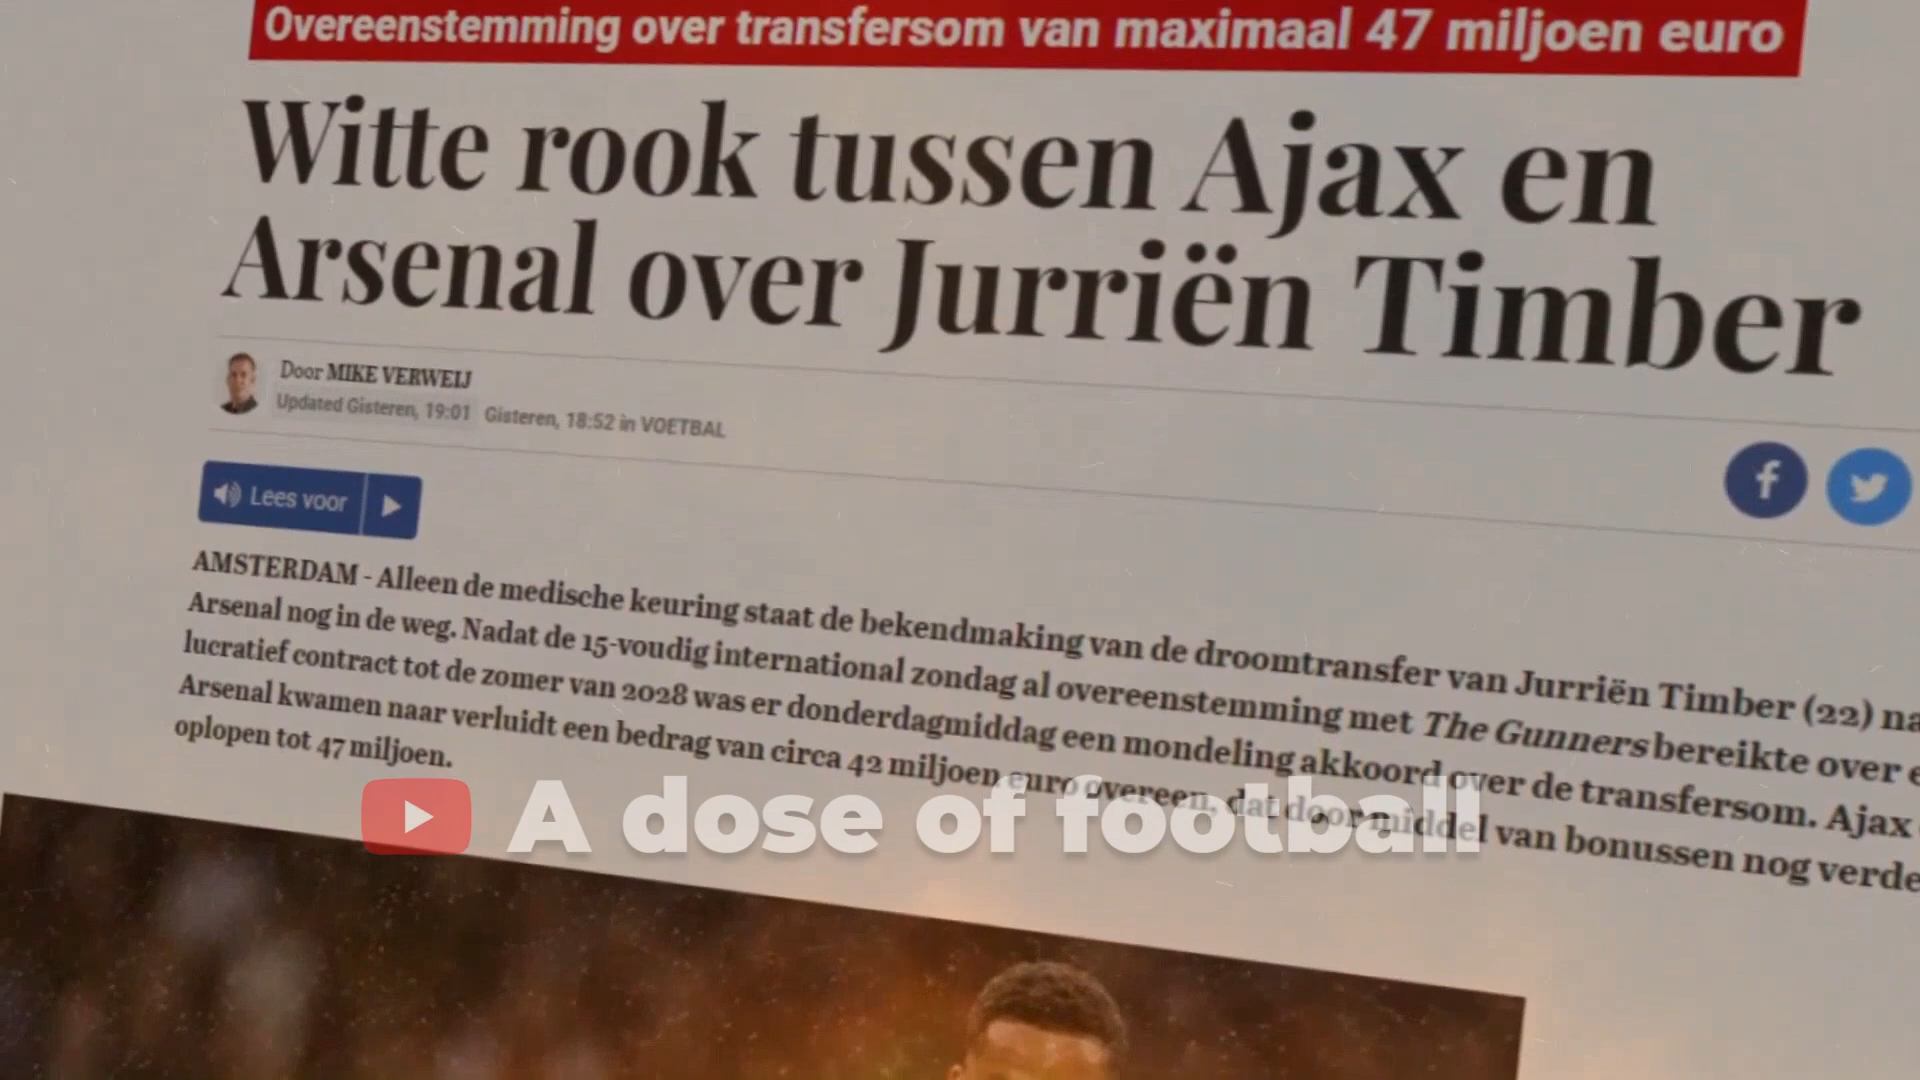 Overeenstemming over transfersom van maximaal 47 miljoen euro
Witte rook tussen Ajax en
Arsenal over Jurriën Timber
Door MIKE VERWEIJ
Updated Gisteren, 19:01 Gisteren, 18:52 in VOETBAL
Lees voor
AMSTERDAM - Alleen de medische keuring staat de bekendmaking van de droomtransfer van Jurriën Timber (22) na
Arsenal nog in de weg. Nadat de 15-voudig international zondag al overeenstemming met The Gunners bereikte over e
lucratief contract tot de zomer van 2028 was er donderdagmiddag een mondeling akkoord over de transfersom. Ajax
Arsenal kwamen naar verluidt een bedrag van circa 42 miljoen euro overeen, dat door middel van bonussen nog verde
oplopen tot 47 miljoen.
A dose of football